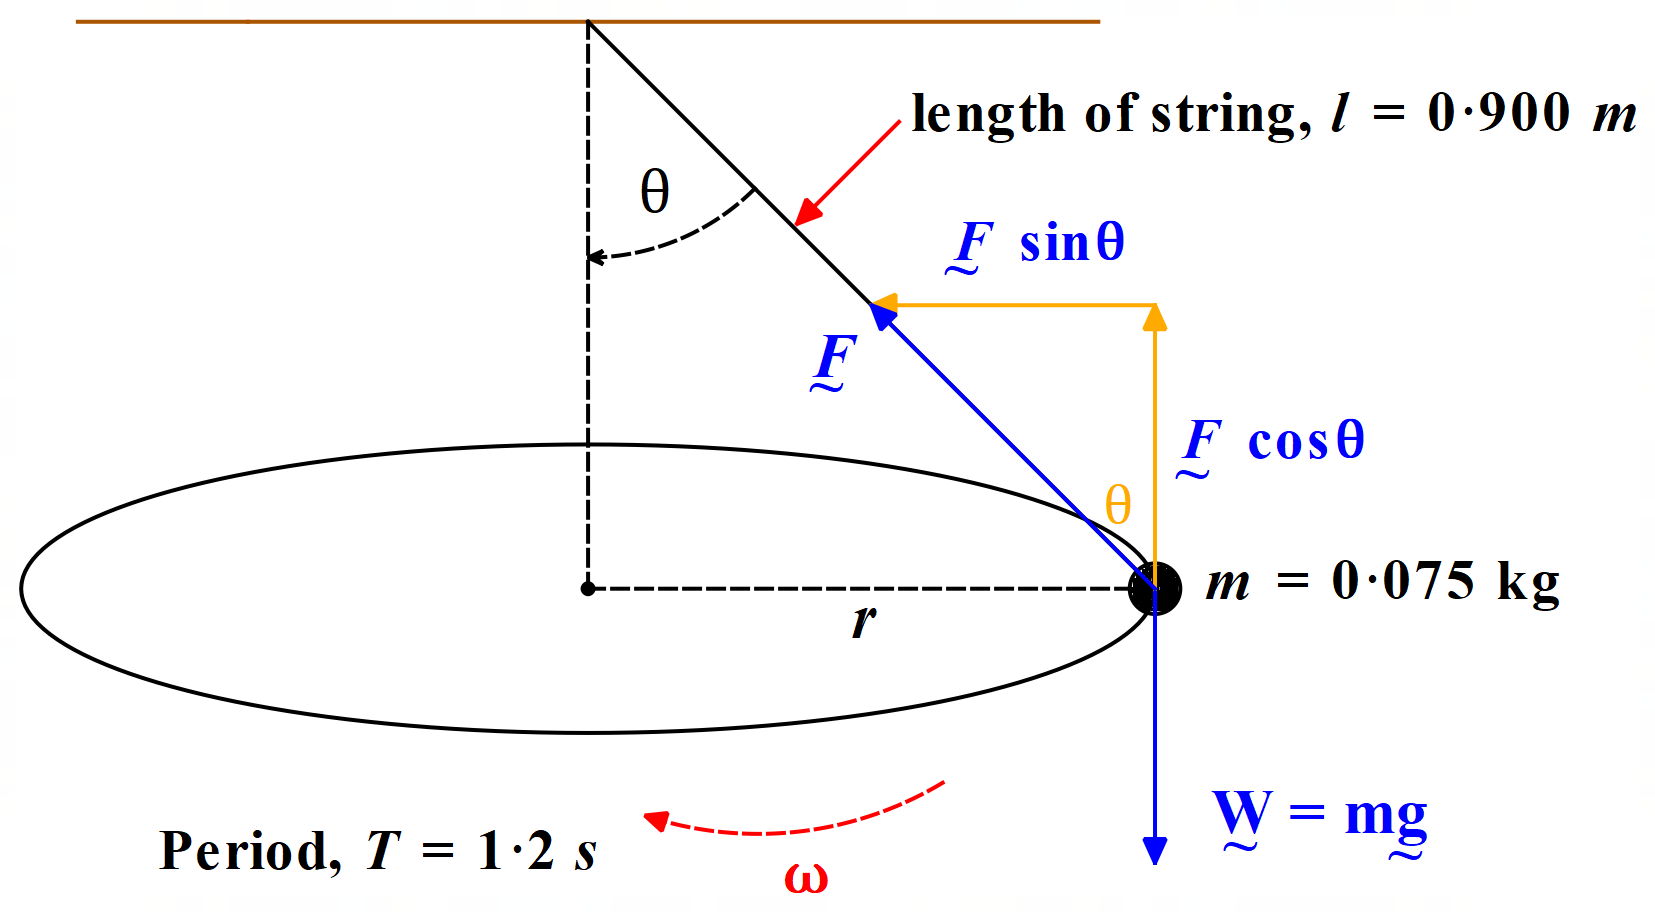 length of string, l = 0·900 m
θ
F sinθ
F
F cosθ
θ
m = 0·075 kg
r
W = mg
Period, T = 1·2 s
ω